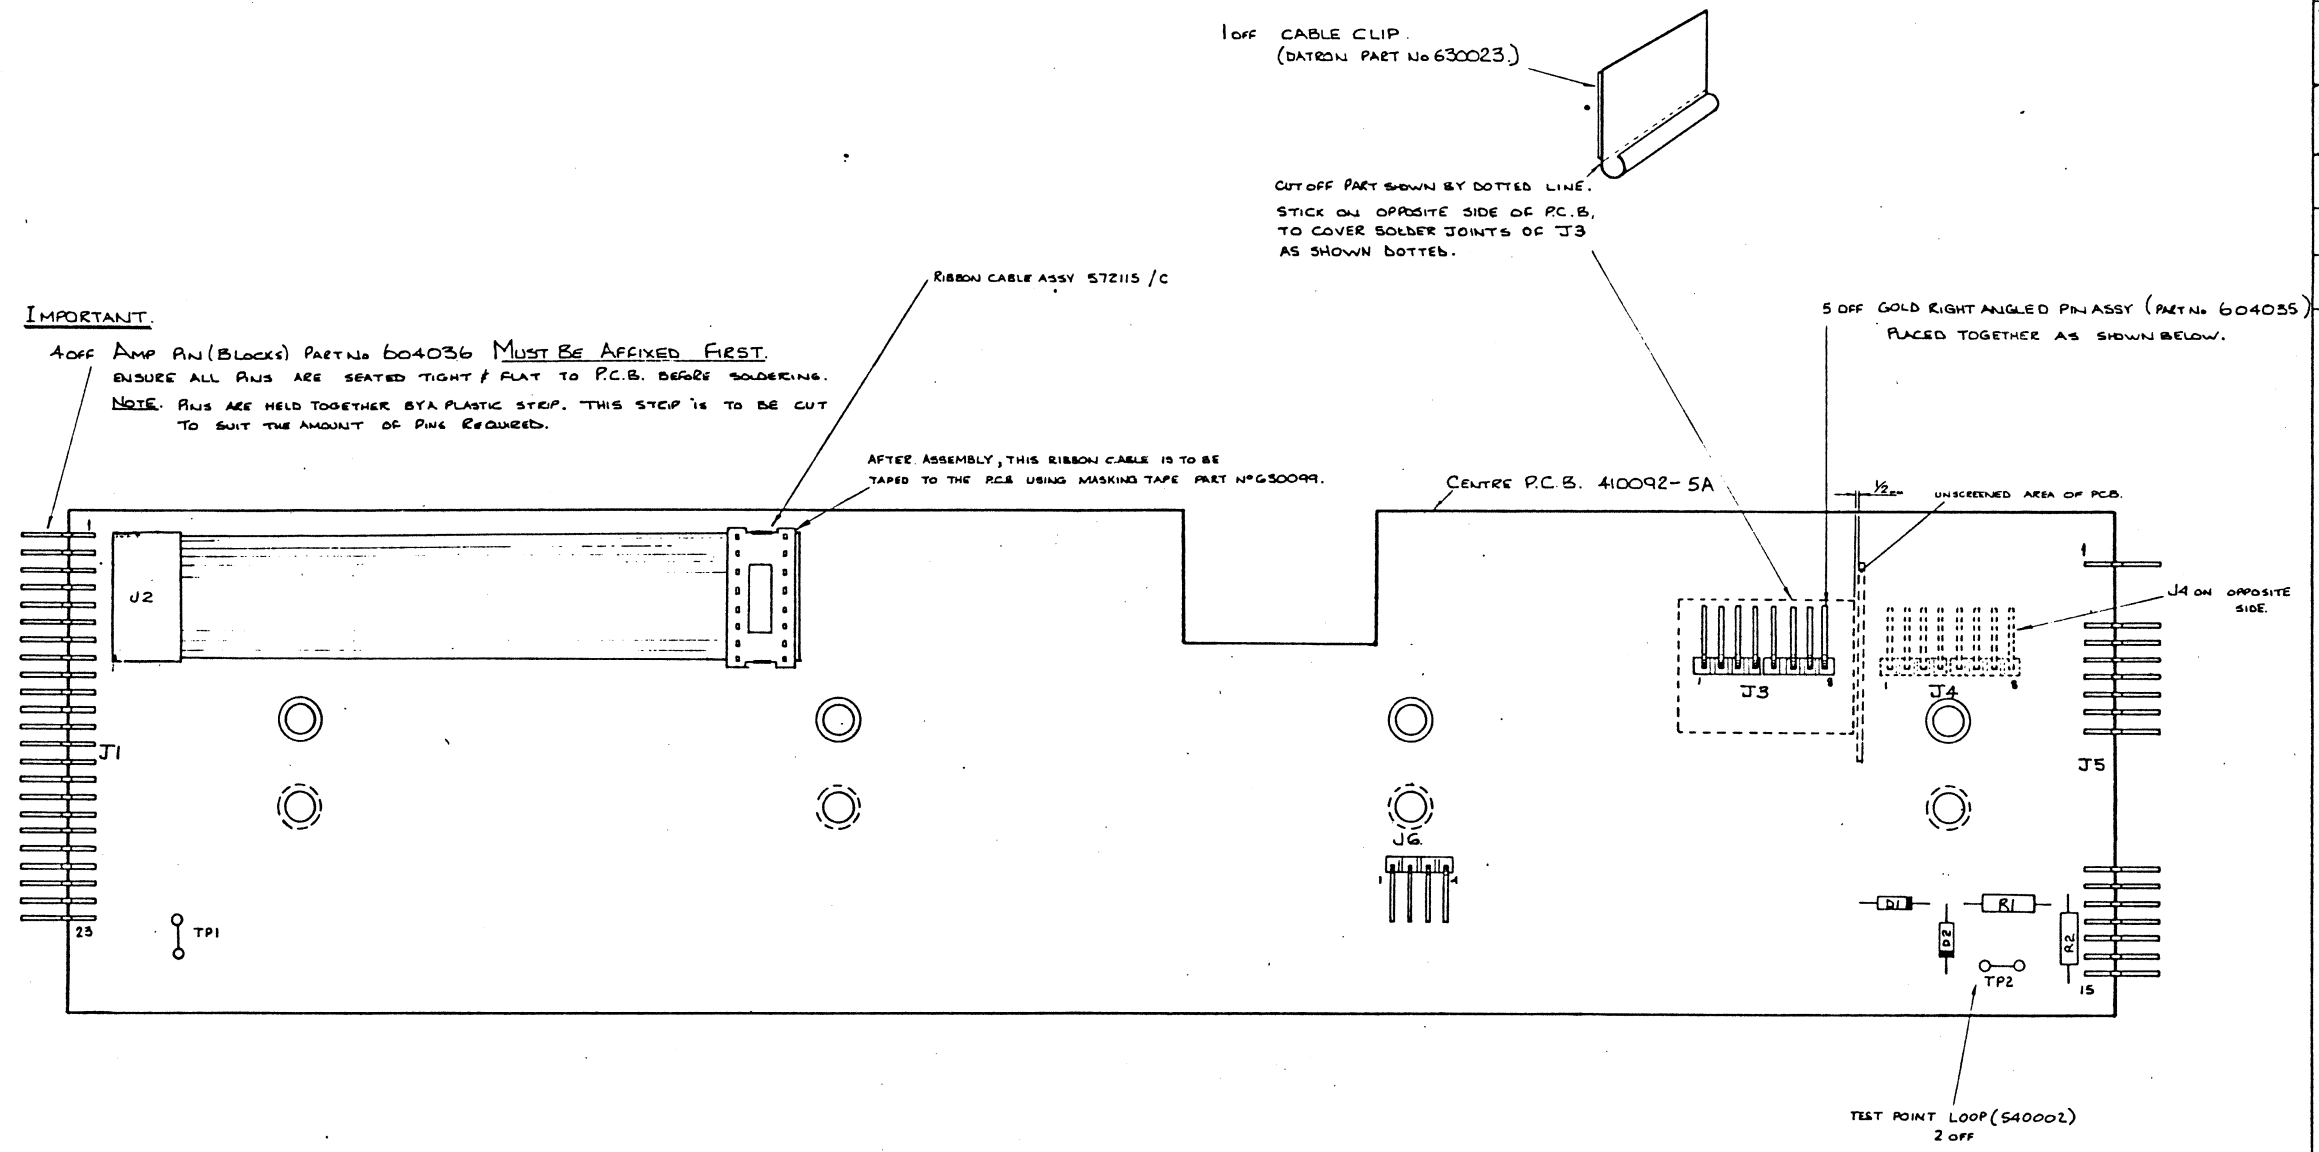 1 OFF CABLE CLIP.
(DATRON PART No 630023.)
CUT OFF PART SHOWN BY DOTTED LINE.
STICK ON OPPOSITE SIDE OF P.C.B,
TO COVER SOLDER JOINTS OF J3
AS SHOWN DOTTED.
RIBBON CABLE ASSY 572115 /C
5 OFF GOLD RIGHT ANGLED PIN ASSY (PART No 604035)
PLACED TOGETHER AS SHOWN BELOW.
IMPORTANT.
4 OFF AMP PIN (BLOCKS) PART No 604036 MUST BE AFFIXED FIRST.
ENSURE ALL PINS ARE SEATED TIGHT & FLAT TO P.C.B. BEFORE SOLDERING.
NOTE. PINS ARE HELD TOGETHER BY A PLASTIC STRIP. THIS STRIP IS TO BE CUT
TO SUIT THE AMOUNT OF PINS REQUIRED.
AFTER ASSEMBLY, THIS RIBBON CABLE IS TO BE
TAPED TO THE P.C.B USING MASKING TAPE PART No 630099.
CENTRE P.C.B. 410092-5A
1/2
UNSCREENED AREA OF PCB.
1
1
J2
J4 ON OPPOSITE
SIDE.
1 8
J3
1 8
J4
J1
J5
J6.
1 4
23
TP1
D1
R1
D2
R2
TP2
15
TEST POINT LOOP (540002)
2 OFF